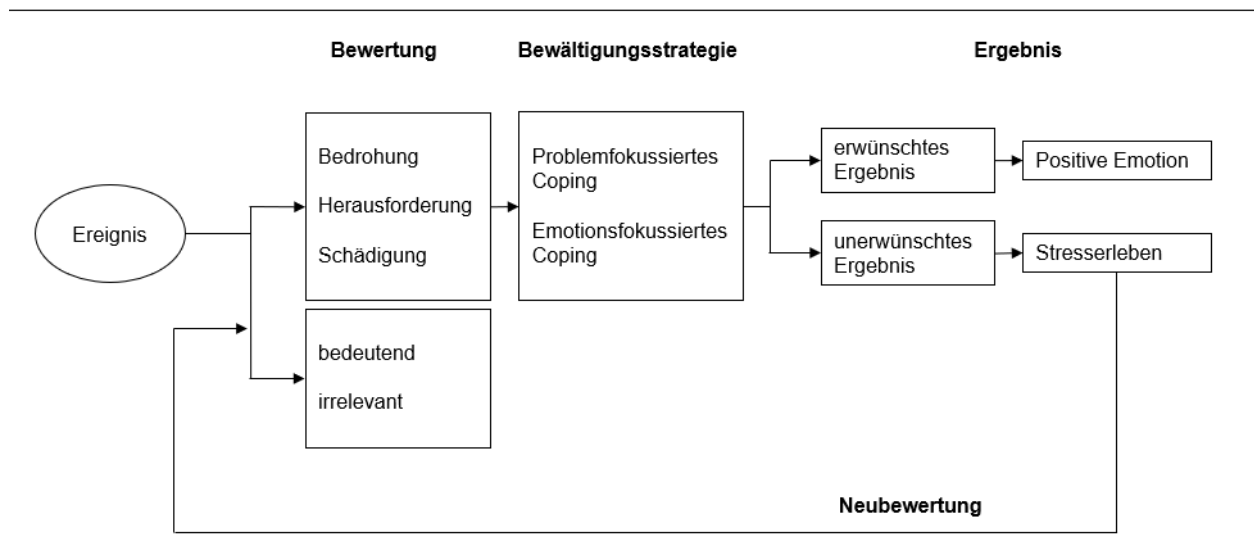 Bewertung
Bewältigungsstrategie
Ergebnis
Ereignis
Bedrohung
Herausforderung
Schädigung
bedeutend
irrelevant
Problemfokussiertes
Coping
Emotionsfokussiertes
Coping
erwünschtes
Ergebnis
Positive Emotion
unerwünschtes
Ergebnis
Stresserleben
Neubewertung